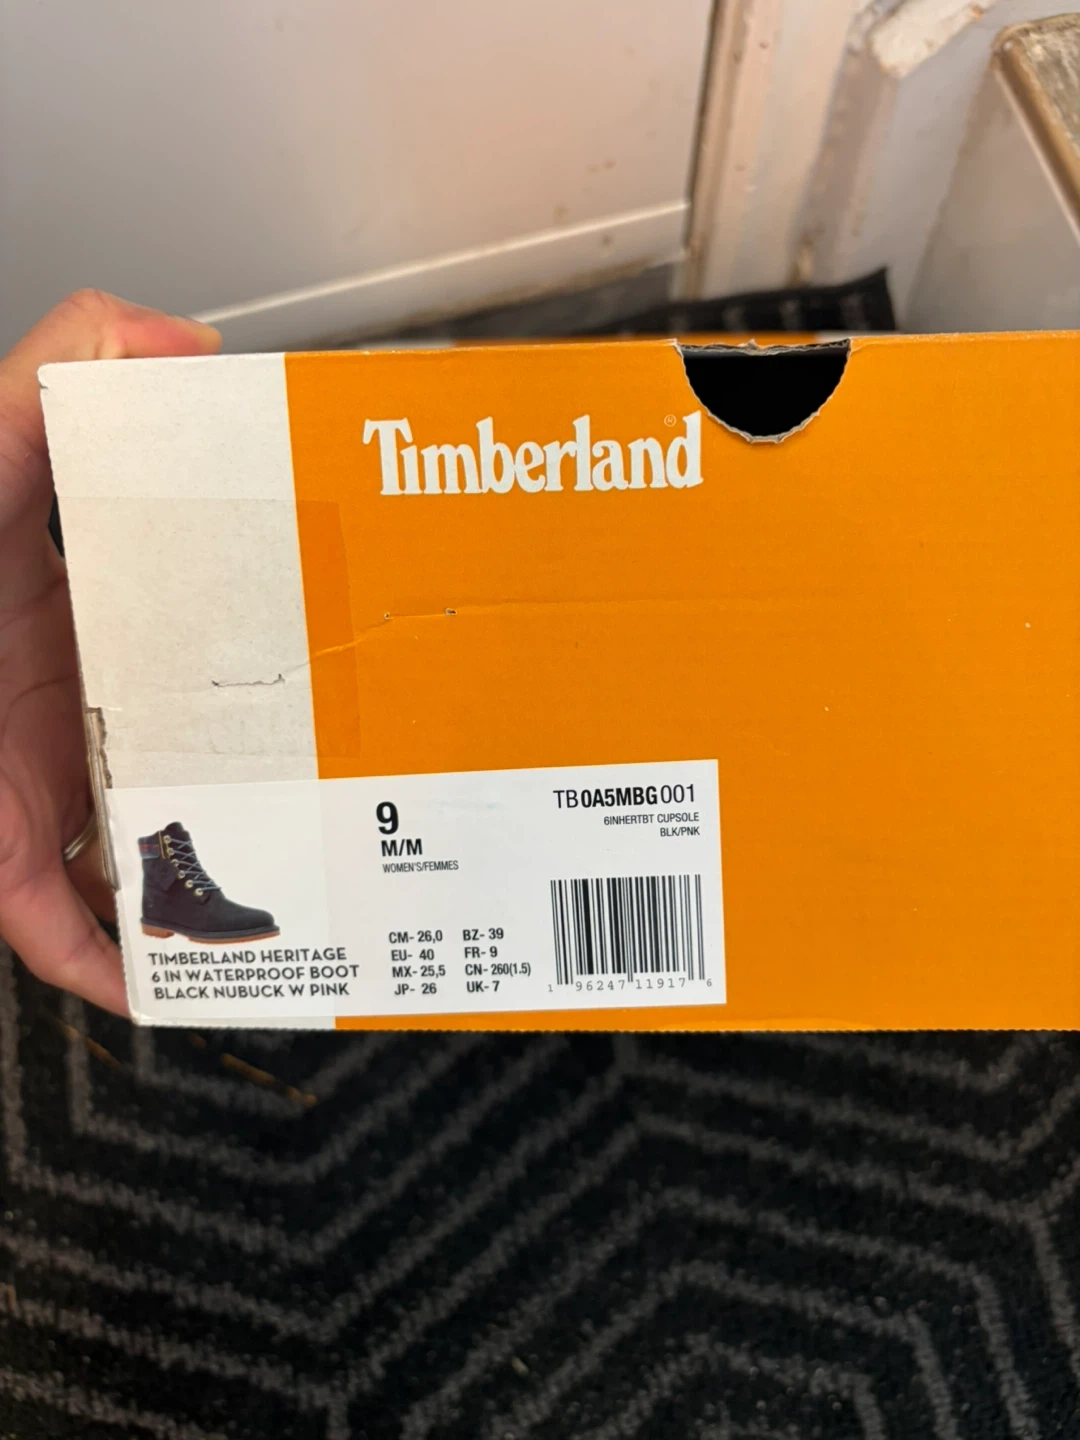 Timberland®
9
M/M
WOMEN'S/FEMMES
TB0A5MBG001
6INHERTBT CUPSOLE
BLK/PNK
CM- 26,0 BZ- 39
EU- 40 FR- 9
MX- 25,5 CN- 260(1.5)
JP- 26 UK- 7
1 96247 11917 6
TIMBERLAND HERITAGE
6 IN WATERPROOF BOOT
BLACK NUBUCK W PINK